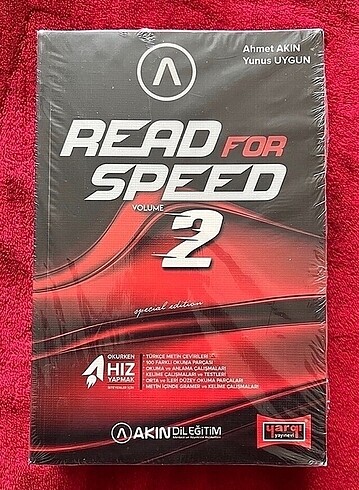 Ahmet AKIN
Yunus UYGUN
READ FOR
SPEED
VOLUME
2
special edition
OKURKEN
HIZ
YAPMAK
İSTEYENLER İÇİN
TÜRKÇE METİN ÇEVİRİLERİ
100 FARKLI OKUMA PARÇASI
OKUMA VE ANLAMA ÇALIŞMALARI
KELİME ÇALIŞMALARI VE TESTLERİ
ORTA VE İLERİ DÜZEY OKUMA PARÇALARI
METİN İÇİNDE GRAMER VE KELİME ÇALIŞMALARI
AKIN DİL EĞİTİM
yargı
yayınevi